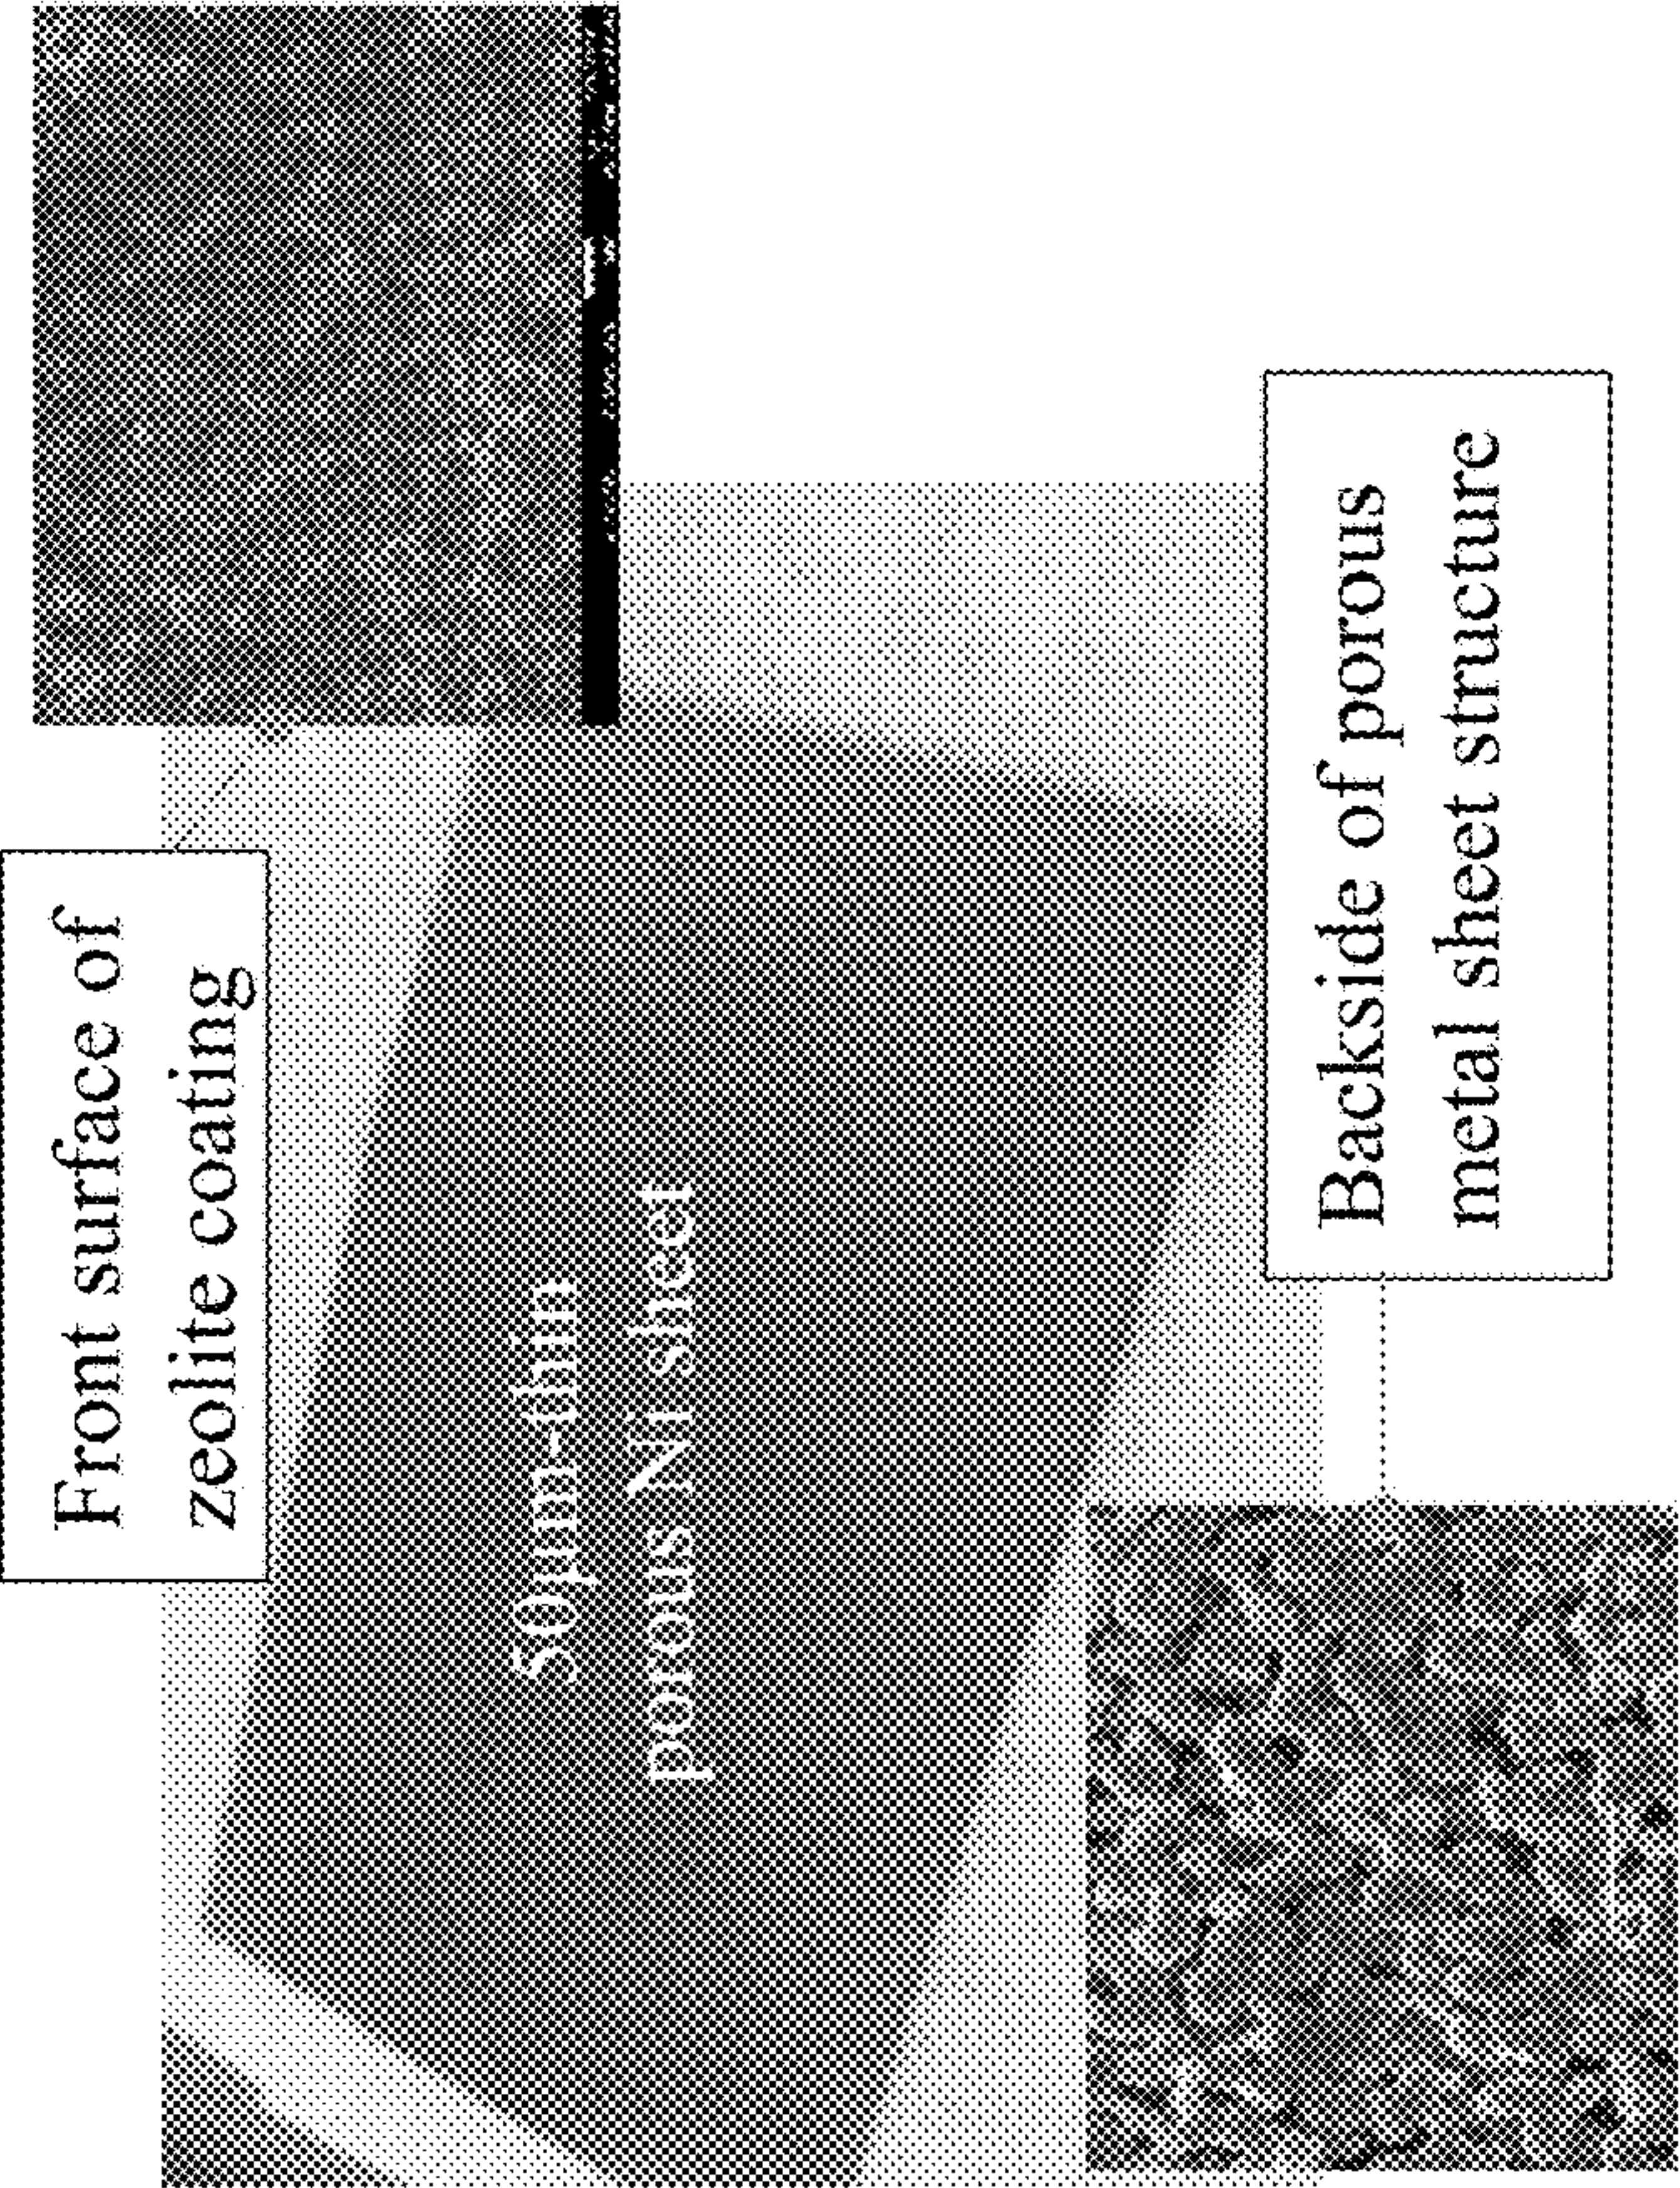 Front surface of
zeolite coating
50μm-thin
porous Ni sheet
Backside of porous
metal sheet structure